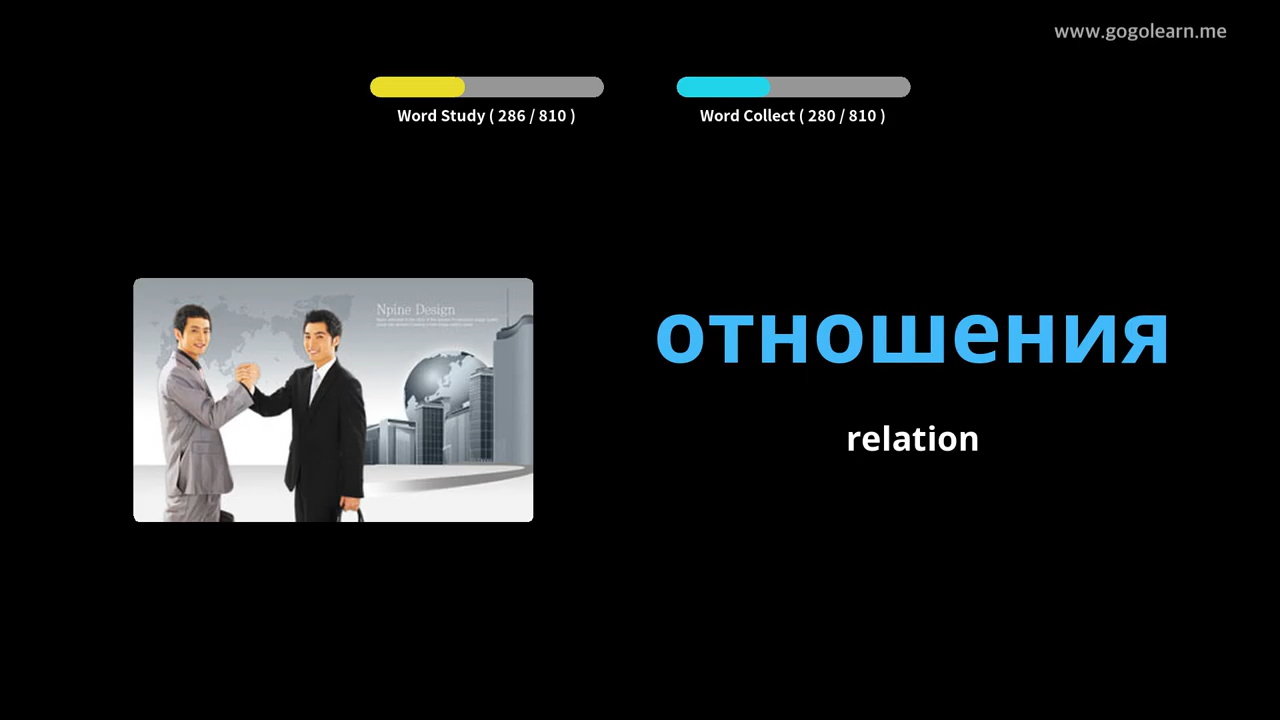 www.gogolearn.me
Word Study ( 286 / 810 )
Word Collect ( 280 / 810 )
Npine Design
отношения
relation